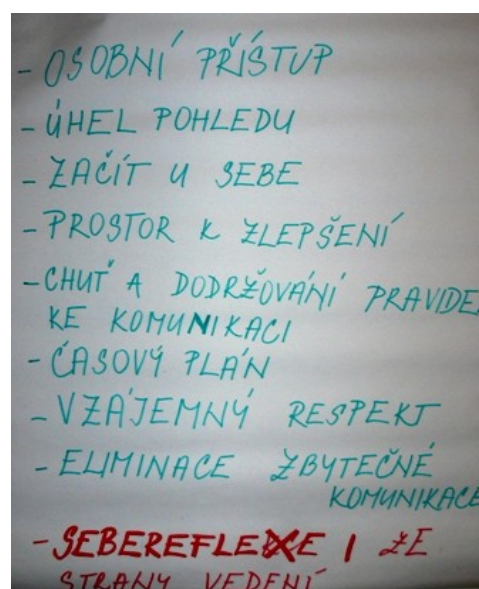 - OSOBNÍ PŘÍSTUP
- ÚHEL POHLEDU
- ZAČÍT U SEBE
- PROSTOR K ZLEPŠENÍ
- CHUŤ A DODRŽOVÁNÍ PRAVIDE
KE KOMUNIKACI
- ČASOVÝ PLÁN
- VZÁJEMNÝ RESPEKT
- ELIMINACE ZBYTEČNÉ
KOMUNIKACE
- SEBEREFLEXE I ZE
STRANY VEDENÍ